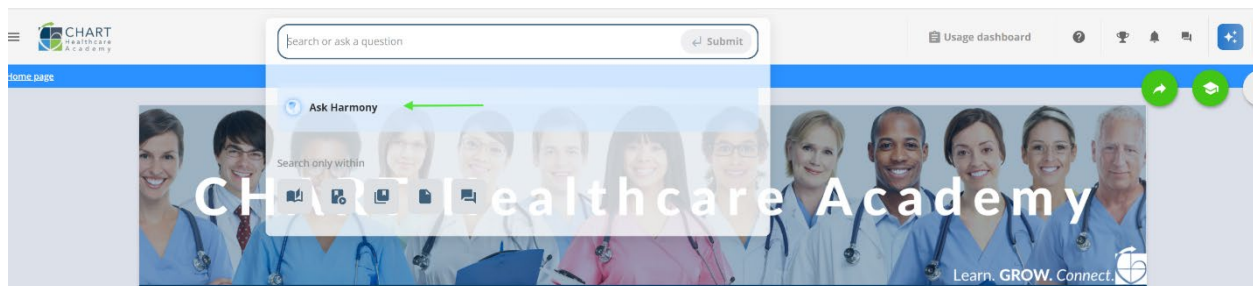 CHART
Healthcare
Academy
Search or ask a question
Submit
Usage dashboard
Home page
Ask Harmony
Search only within
CHART Healthcare Academy
Learn. GROW. Connect.